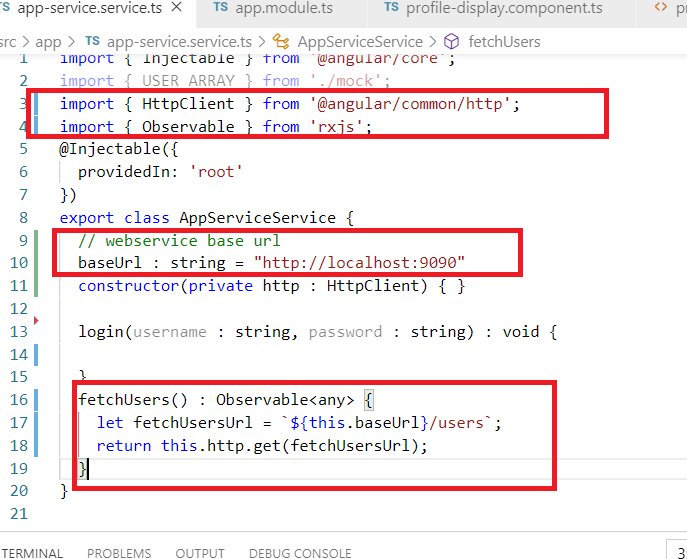 TS app-service.service.ts × TS app.module.ts TS profile-display.component.ts <> pr
src > app > TS app-service.service.ts > AppServiceService > fetchUsers
1 import { Injectable } from '@angular/core';
2 import { USER_ARRAY } from './mock';
3 import { HttpClient } from '@angular/common/http';
4 import { Observable } from 'rxjs';
5 @Injectable({
6 providedIn: 'root'
7 })
8 export class AppServiceService {
9 // webservice base url
10 baseUrl : string = "http://localhost:9090"
11 constructor(private http : HttpClient) { }
12
13 login(username : string, password : string) : void {
14
15 }
16 fetchUsers() : Observable<any> {
17 let fetchUsersUrl = `${this.baseUrl}/users`;
18 return this.http.get(fetchUsersUrl);
19 }
20 }
21
TERMINAL PROBLEMS OUTPUT DEBUG CONSOLE 3